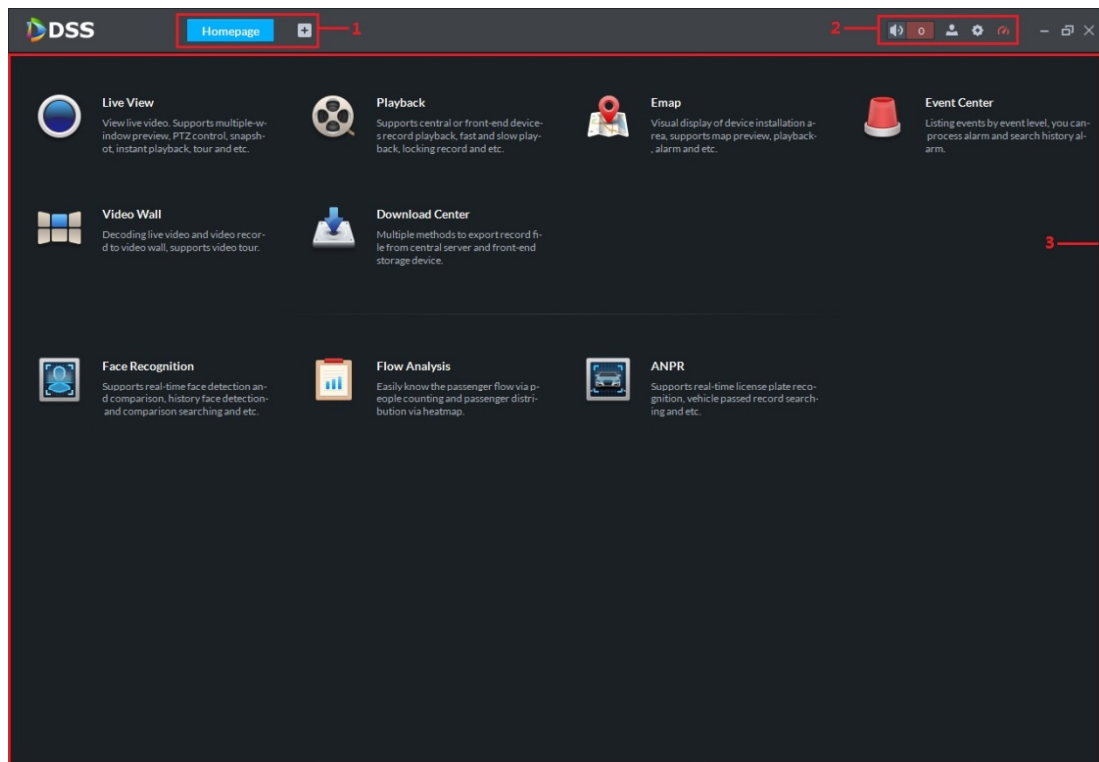 DSS
Homepage
1
2
0
Live View
View live video. Supports multiple-w-
indow preview, PTZ control, snapsh-
ot, instant playback, tour and etc.
Playback
Supports central or front-end device-
s record playback, fast and slow play-
back, locking record and etc.
Emap
Visual display of device installation a-
rea, supports map preview, playback-
, alarm and etc.
Event Center
Listing events by event level, you can-
process alarm and search history al-
arm.
Video Wall
Decoding live video and video recor-
d to video wall, supports video tour.
Download Center
Multiple methods to export record fi-
le from central server and front-end
storage device.
3
Face Recognition
Supports real-time face detection an-
d comparison, history face detection-
and comparison searching and etc.
Flow Analysis
Easily know the passenger flow via p-
eople counting and passenger distri-
bution via heatmap.
ANPR
Supports real-time license plate reco-
gnition, vehicle passed record search-
ing and etc.